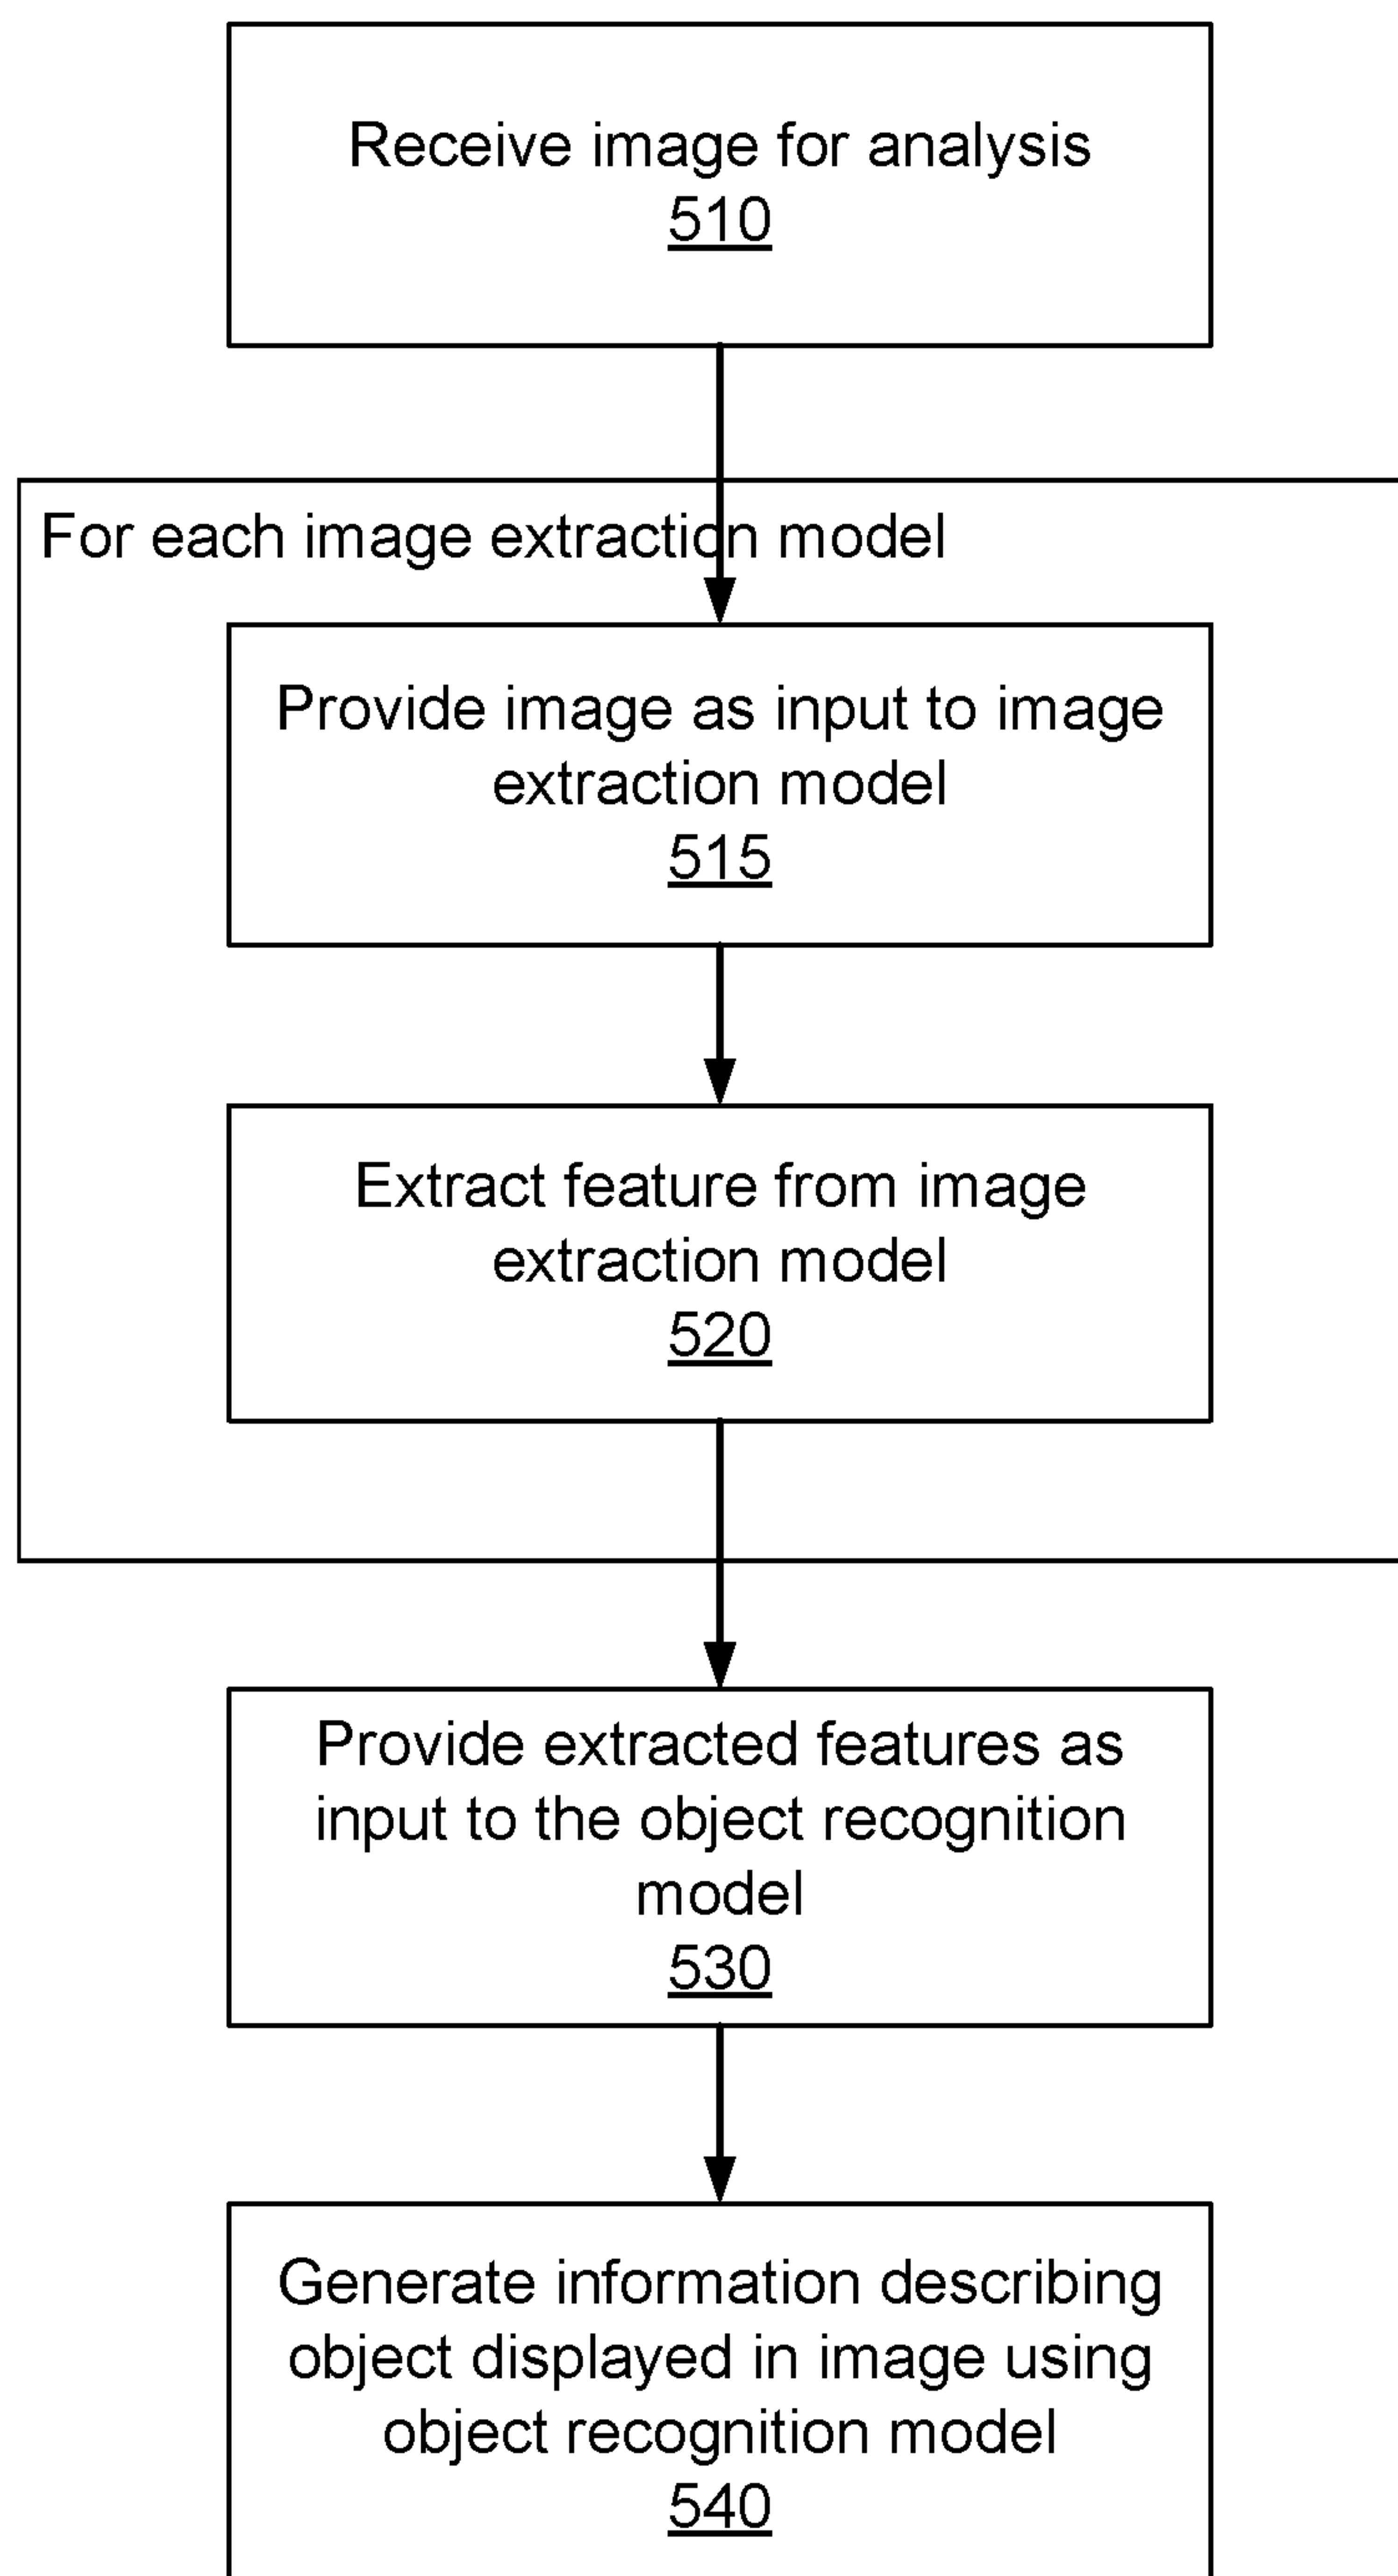 Receive image for analysis
510
For each image extraction model
Provide image as input to image
extraction model
515
Extract feature from image
extraction model
520
Provide extracted features as
input to the object recognition
model
530
Generate information describing
object displayed in image using
object recognition model
540